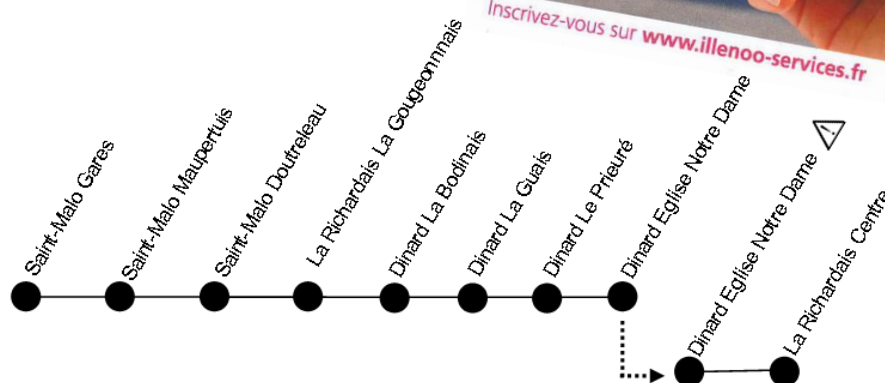 Inscrivez-vous sur www.illenoo-services.fr
Saint-Malo Gares
Saint-Malo Maupertuis
Saint-Malo Doutreleau
La Richardais La Gougeonnnais
Dinard La Bodinais
Dinard La Guais
Dinard Le Prieuré
Dinard Eglise Notre Dame
Dinard Eglise Notre Dame
La Richardais Centre